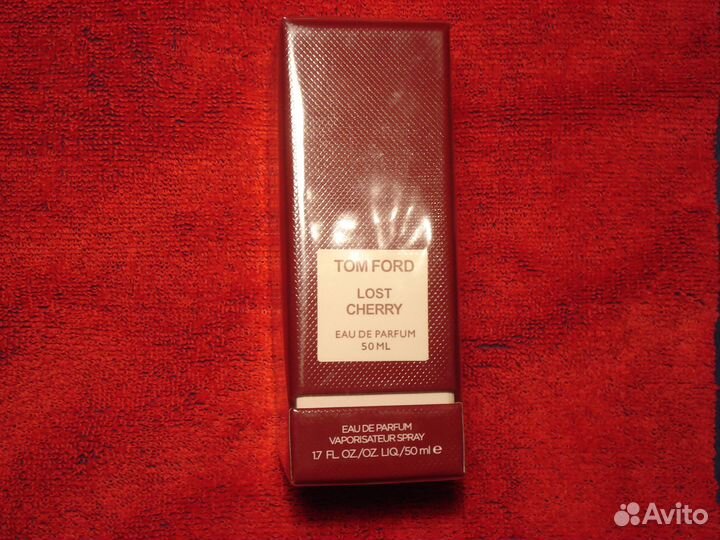 TOM FORD
LOST
CHERRY
EAU DE PARFUM
50 ML
EAU DE PARFUM
VAPORISATEUR SPRAY
1.7 FL. OZ./OZ. LIQ./50 ml e
Avito